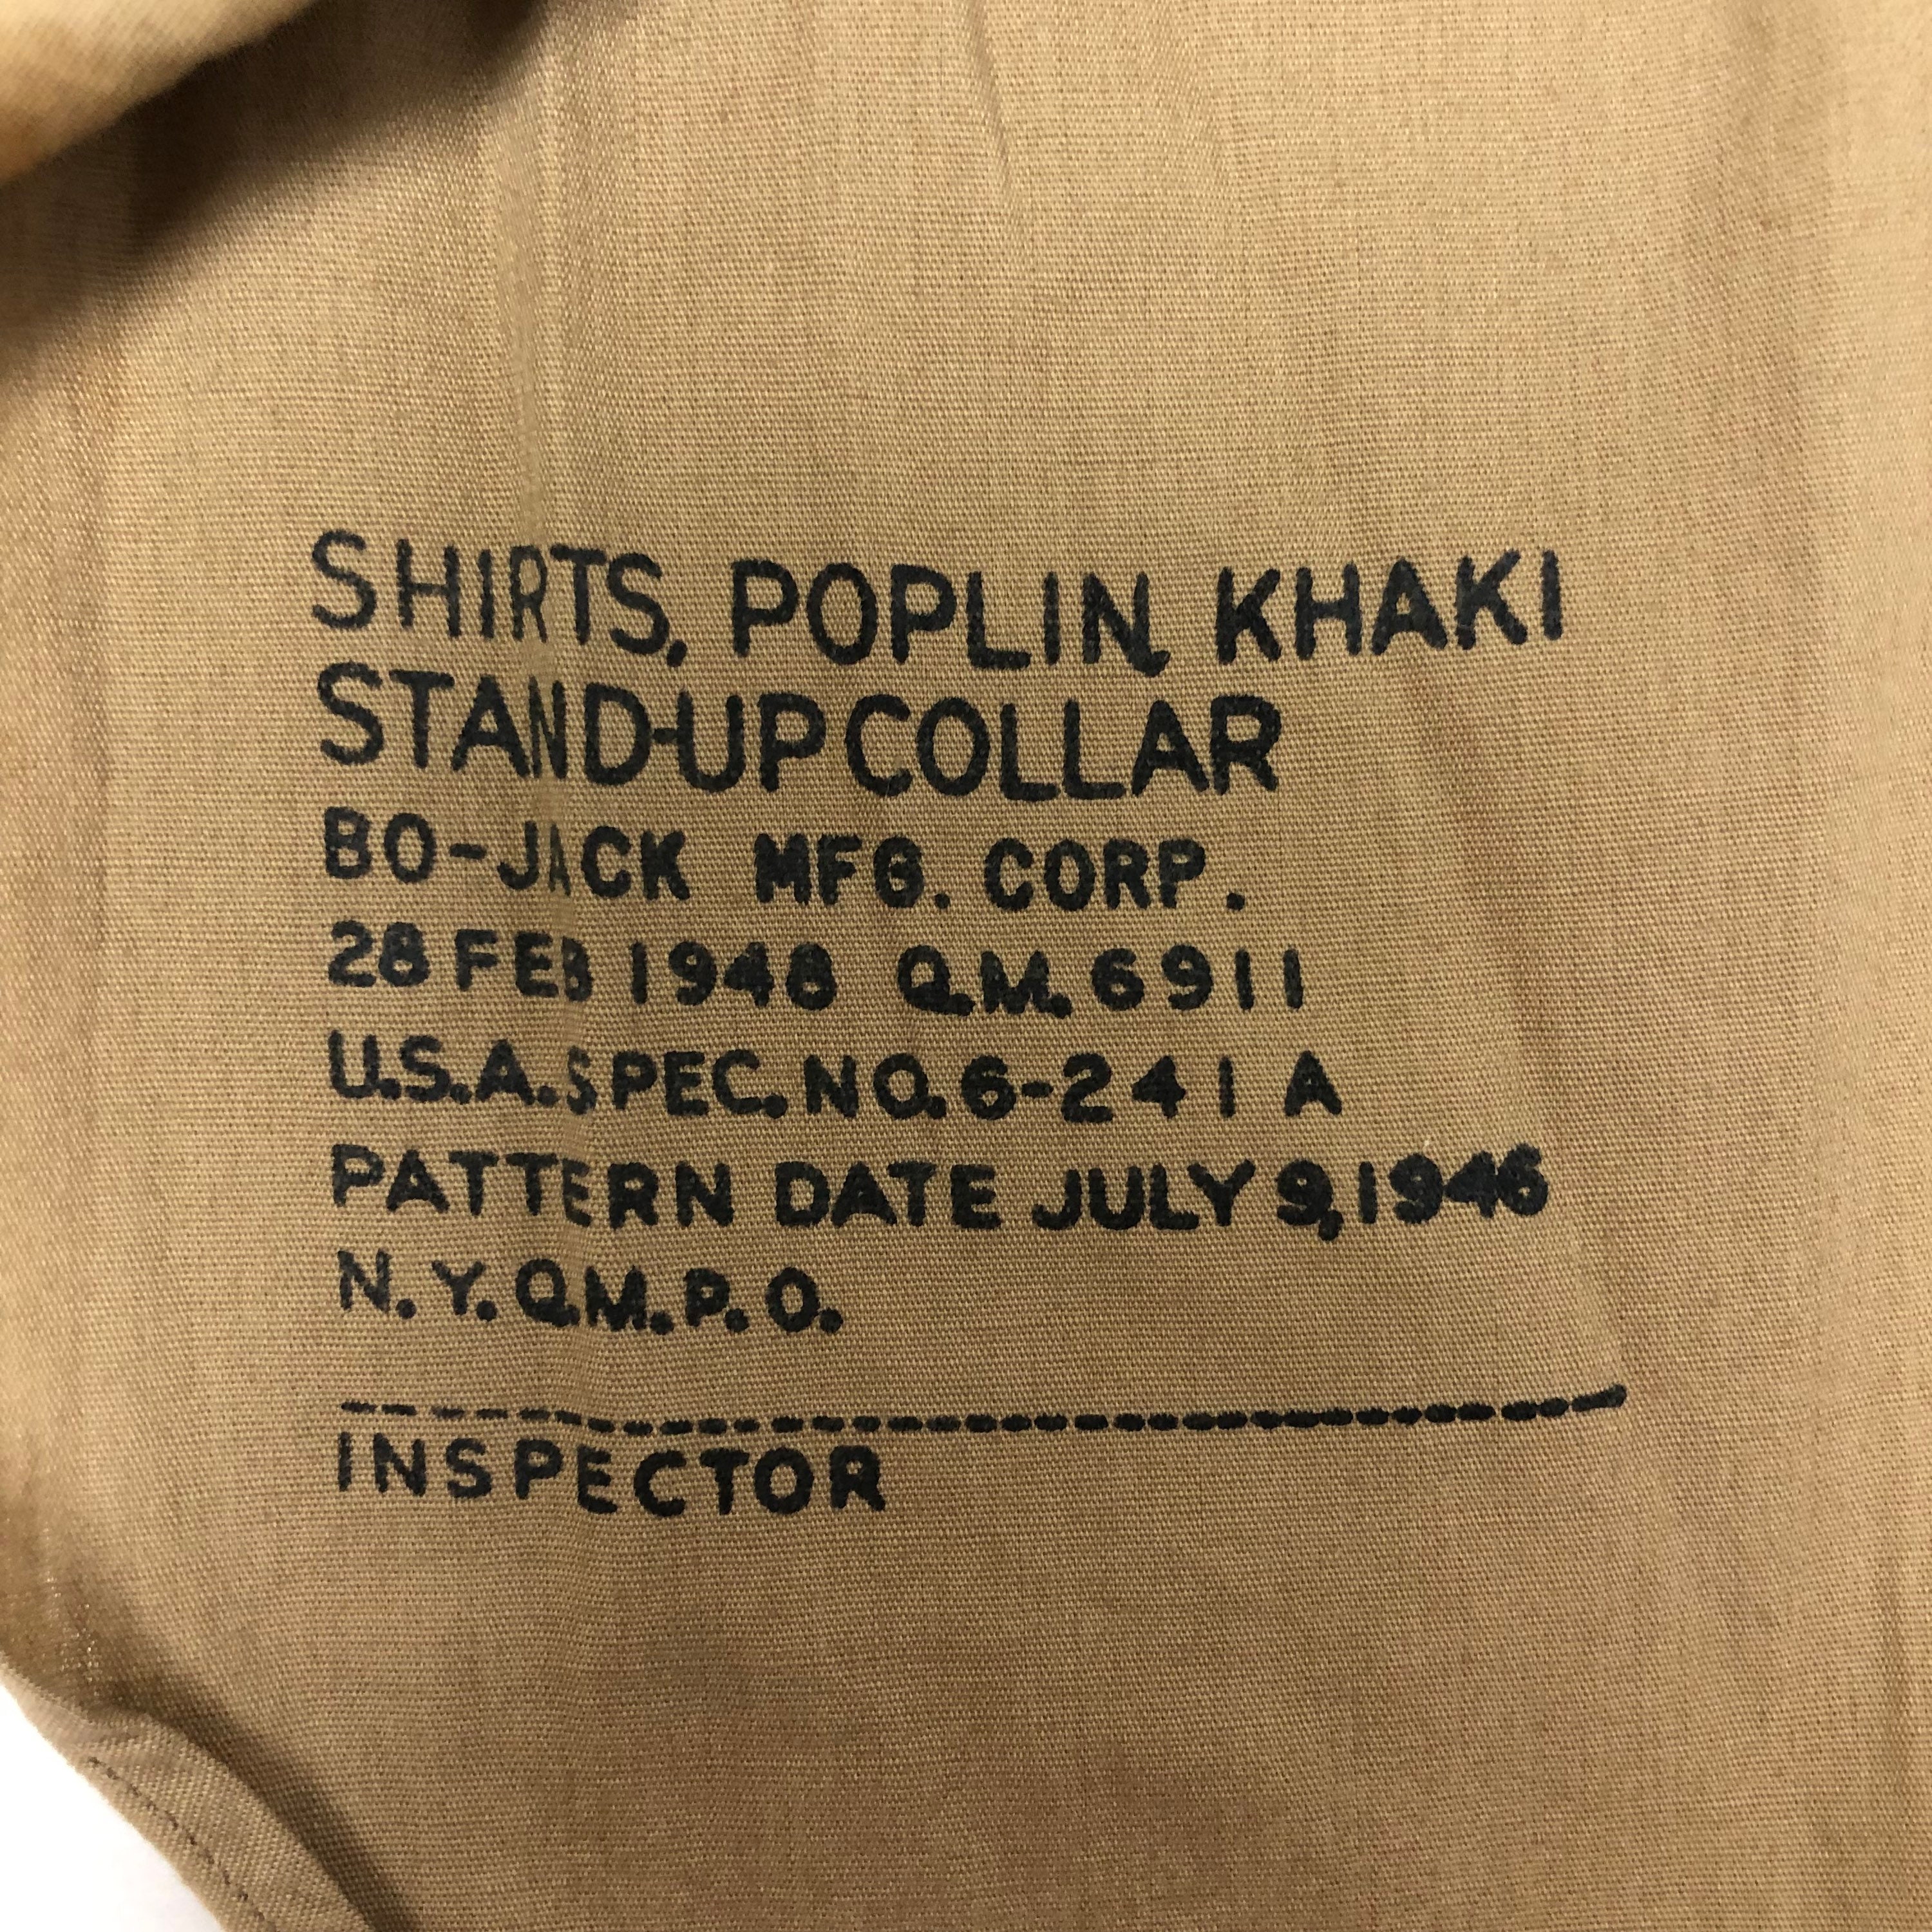 SHIRTS, POPLIN, KHAKI
STAND-UP COLLAR
BO-JACK MFG. CORP.
28 FEB 1948 Q.M. 6911
U.S.A. SPEC. NO. 6-241 A
PATTERN DATE JULY 9, 1946
N.Y.Q.M.P.O.
INSPECTOR